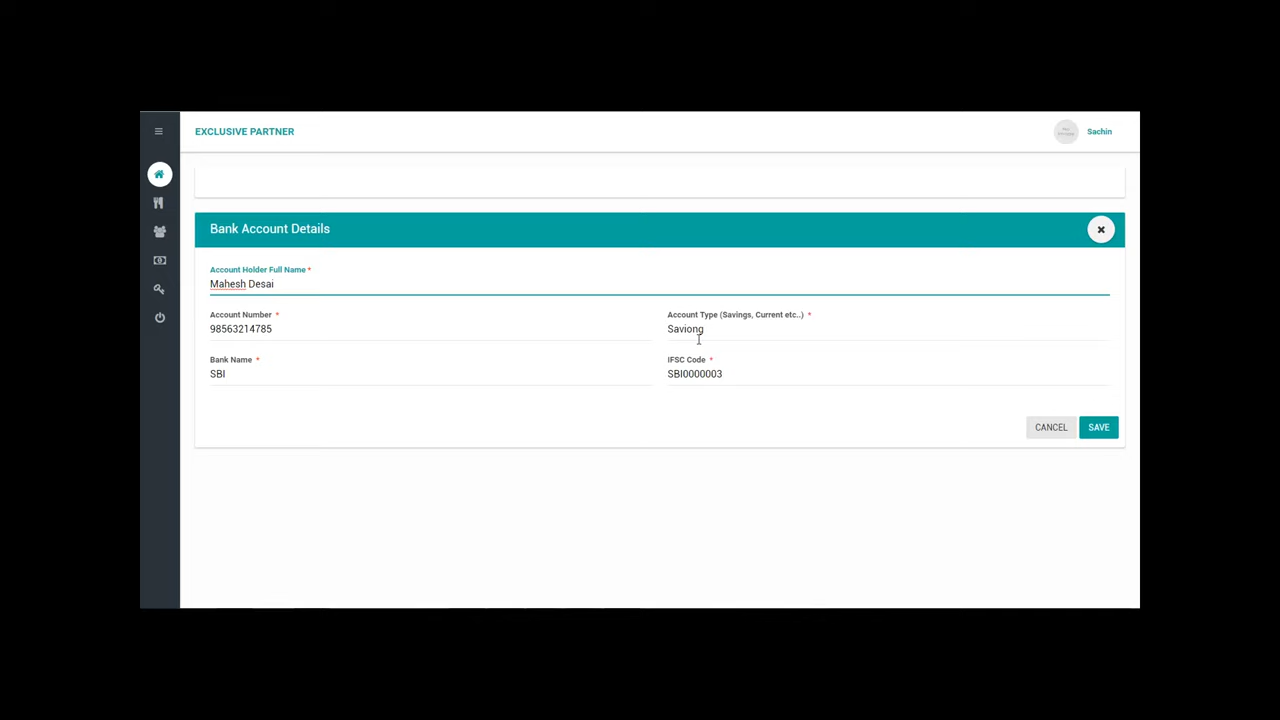 EXCLUSIVE PARTNER
Sachin
Bank Account Details
Account Holder Full Name *
Mahesh Desai
Account Number *
Account Type (Savings, Current etc..) *
98563214785
Saviong
Bank Name *
IFSC Code *
SBI
SBI0000003
CANCEL
SAVE